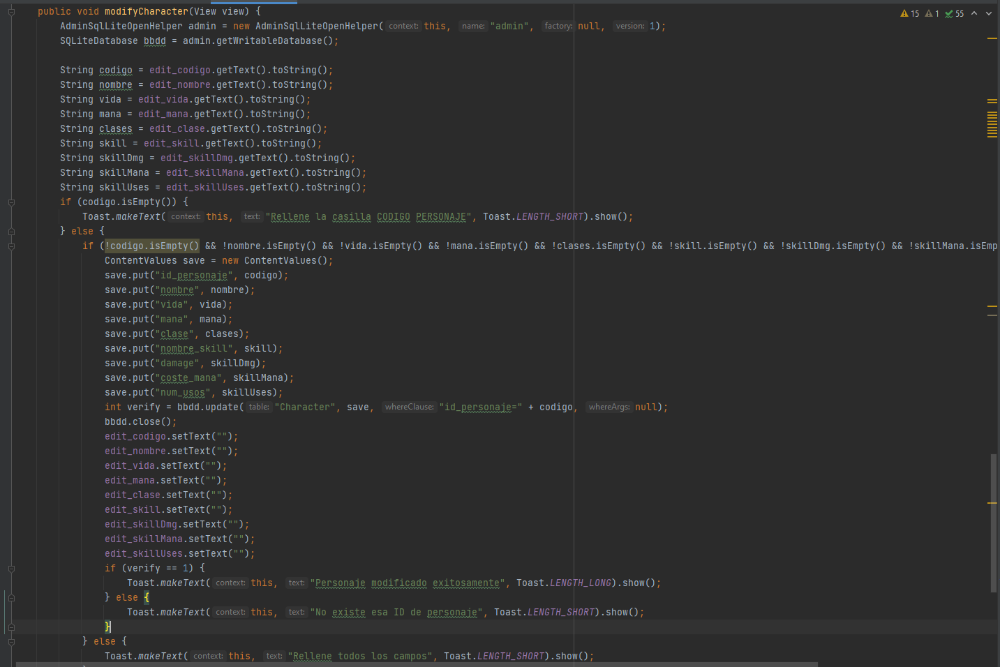 public void modifyCharacter(View view) {
15 1 55
AdminSqlLiteOpenHelper admin = new AdminSqlLiteOpenHelper( context: this, name: "admin", factory: null, version: 1);
SQLiteDatabase bbdd = admin.getWritableDatabase();
String codigo = edit_codigo.getText().toString();
String nombre = edit_nombre.getText().toString();
String vida = edit_vida.getText().toString();
String mana = edit_mana.getText().toString();
String clases = edit_clase.getText().toString();
String skill = edit_skill.getText().toString();
String skillDmg = edit_skillDmg.getText().toString();
String skillMana = edit_skillMana.getText().toString();
String skillUses = edit_skillUses.getText().toString();
if (codigo.isEmpty()) {
Toast.makeText( context: this, text: "Rellene la casilla CODIGO PERSONAJE", Toast.LENGTH_SHORT).show();
} else {
if (!codigo.isEmpty() && !nombre.isEmpty() && !vida.isEmpty() && !mana.isEmpty() && !clases.isEmpty() && !skill.isEmpty() && !skillDmg.isEmpty() && !skillMana.isEmp
ContentValues save = new ContentValues();
save.put("id_personaje", codigo);
save.put("nombre", nombre);
save.put("vida", vida);
save.put("mana", mana);
save.put("clase", clases);
save.put("nombre_skill", skill);
save.put("damage", skillDmg);
save.put("coste_mana", skillMana);
save.put("num_usos", skillUses);
int verify = bbdd.update( table: "Character", save, whereClause: "id_personaje=" + codigo, whereArgs: null);
bbdd.close();
edit_codigo.setText("");
edit_nombre.setText("");
edit_vida.setText("");
edit_mana.setText("");
edit_clase.setText("");
edit_skill.setText("");
edit_skillDmg.setText("");
edit_skillMana.setText("");
edit_skillUses.setText("");
if (verify == 1) {
Toast.makeText( context: this, text: "Personaje modificado exitosamente", Toast.LENGTH_LONG).show();
} else {
Toast.makeText( context: this, text: "No existe esa ID de personaje", Toast.LENGTH_SHORT).show();
}
} else {
Toast.makeText( context: this, text: "Rellene todos los campos", Toast.LENGTH_SHORT).show();